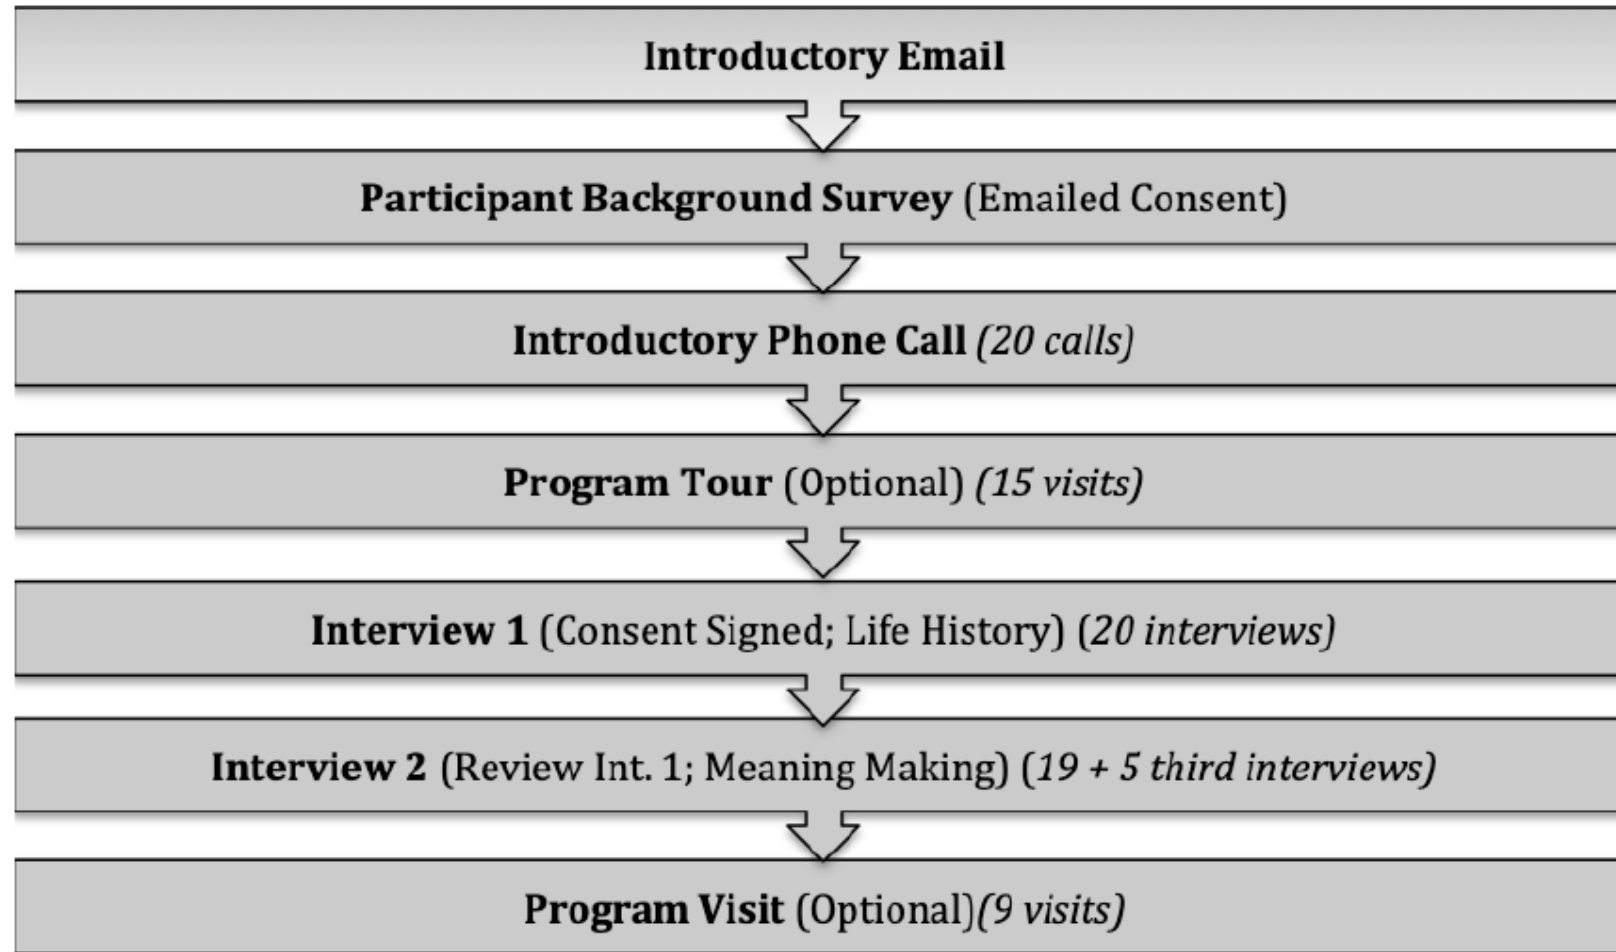 Introductory Email
Participant Background Survey (Emailed Consent)
Introductory Phone Call (20 calls)
Program Tour (Optional) (15 visits)
Interview 1 (Consent Signed; Life History) (20 interviews)
Interview 2 (Review Int. 1; Meaning Making) (19 + 5 third interviews)
Program Visit (Optional)(9 visits)